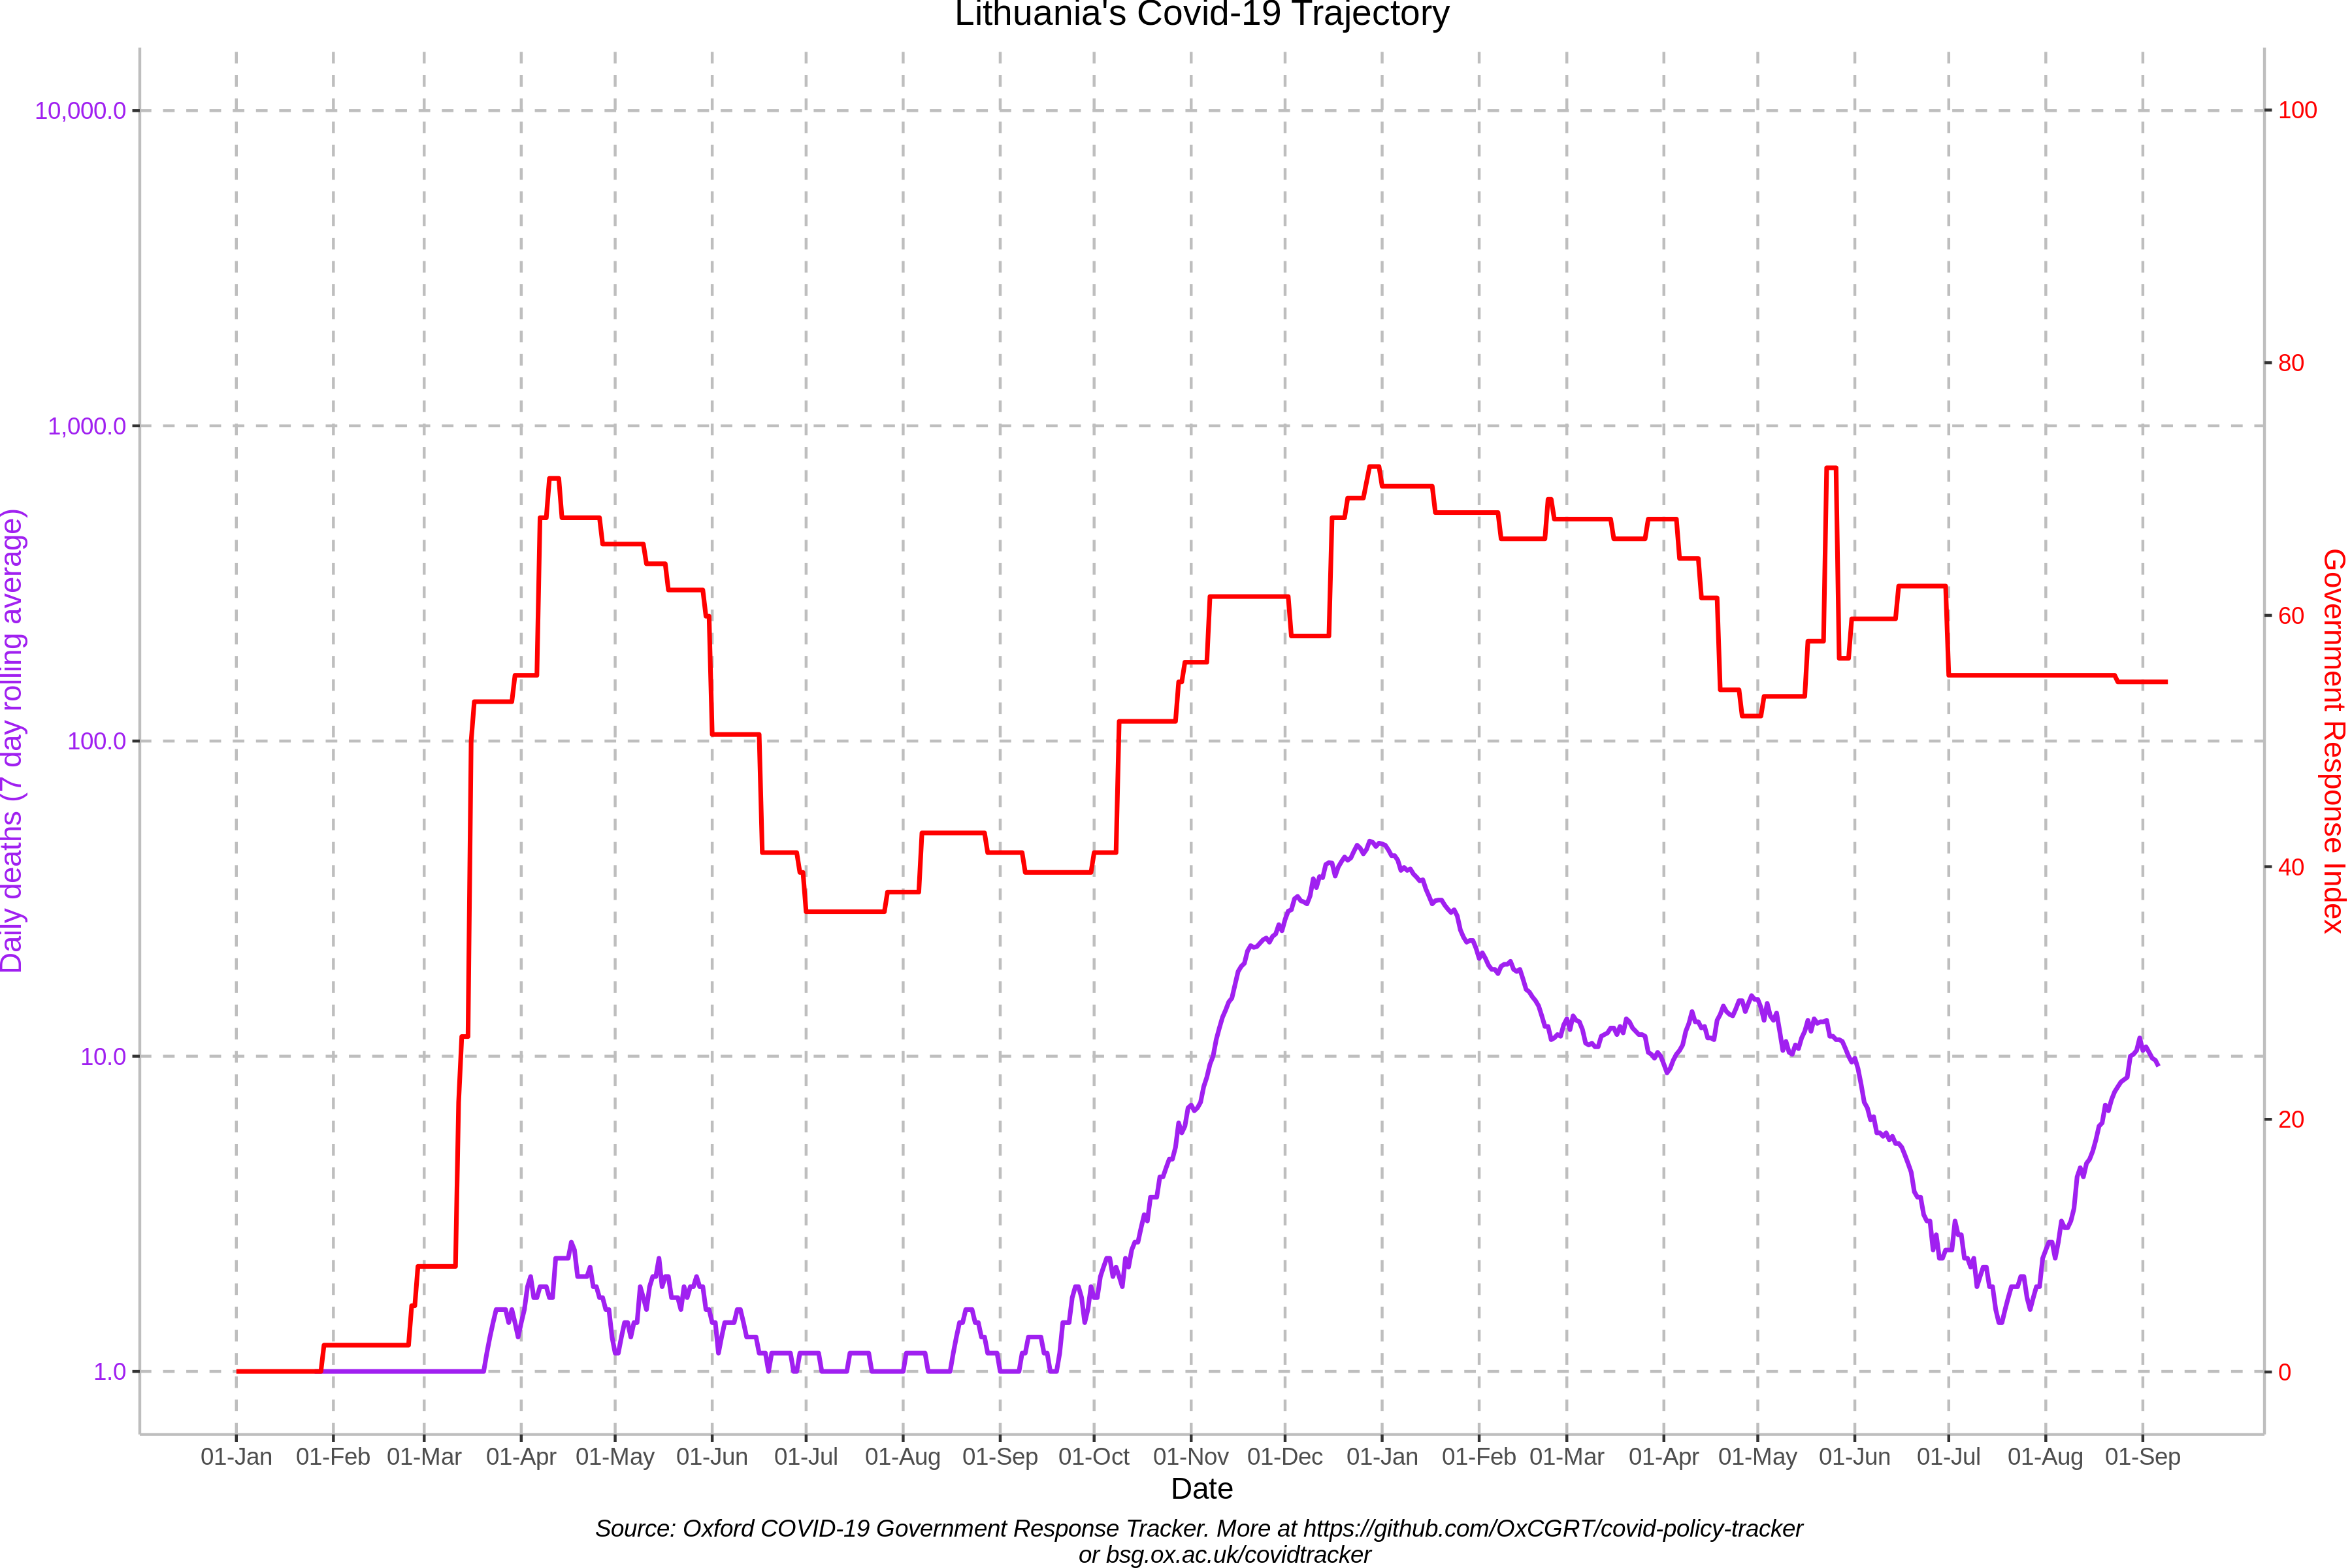 Lithuania's Covid-19 Trajectory
10,000.0
1,000.0
100.0
10.0
1.0
Daily deaths (7 day rolling average)
100
80
60
40
20
0
Government Response Index
01-Jan 01-Feb 01-Mar 01-Apr 01-May 01-Jun 01-Jul 01-Aug 01-Sep 01-Oct 01-Nov 01-Dec 01-Jan 01-Feb 01-Mar 01-Apr 01-May 01-Jun 01-Jul 01-Aug 01-Sep
Date
Source: Oxford COVID-19 Government Response Tracker. More at https://github.com/OxCGRT/covid-policy-tracker
or bsg.ox.ac.uk/covidtracker